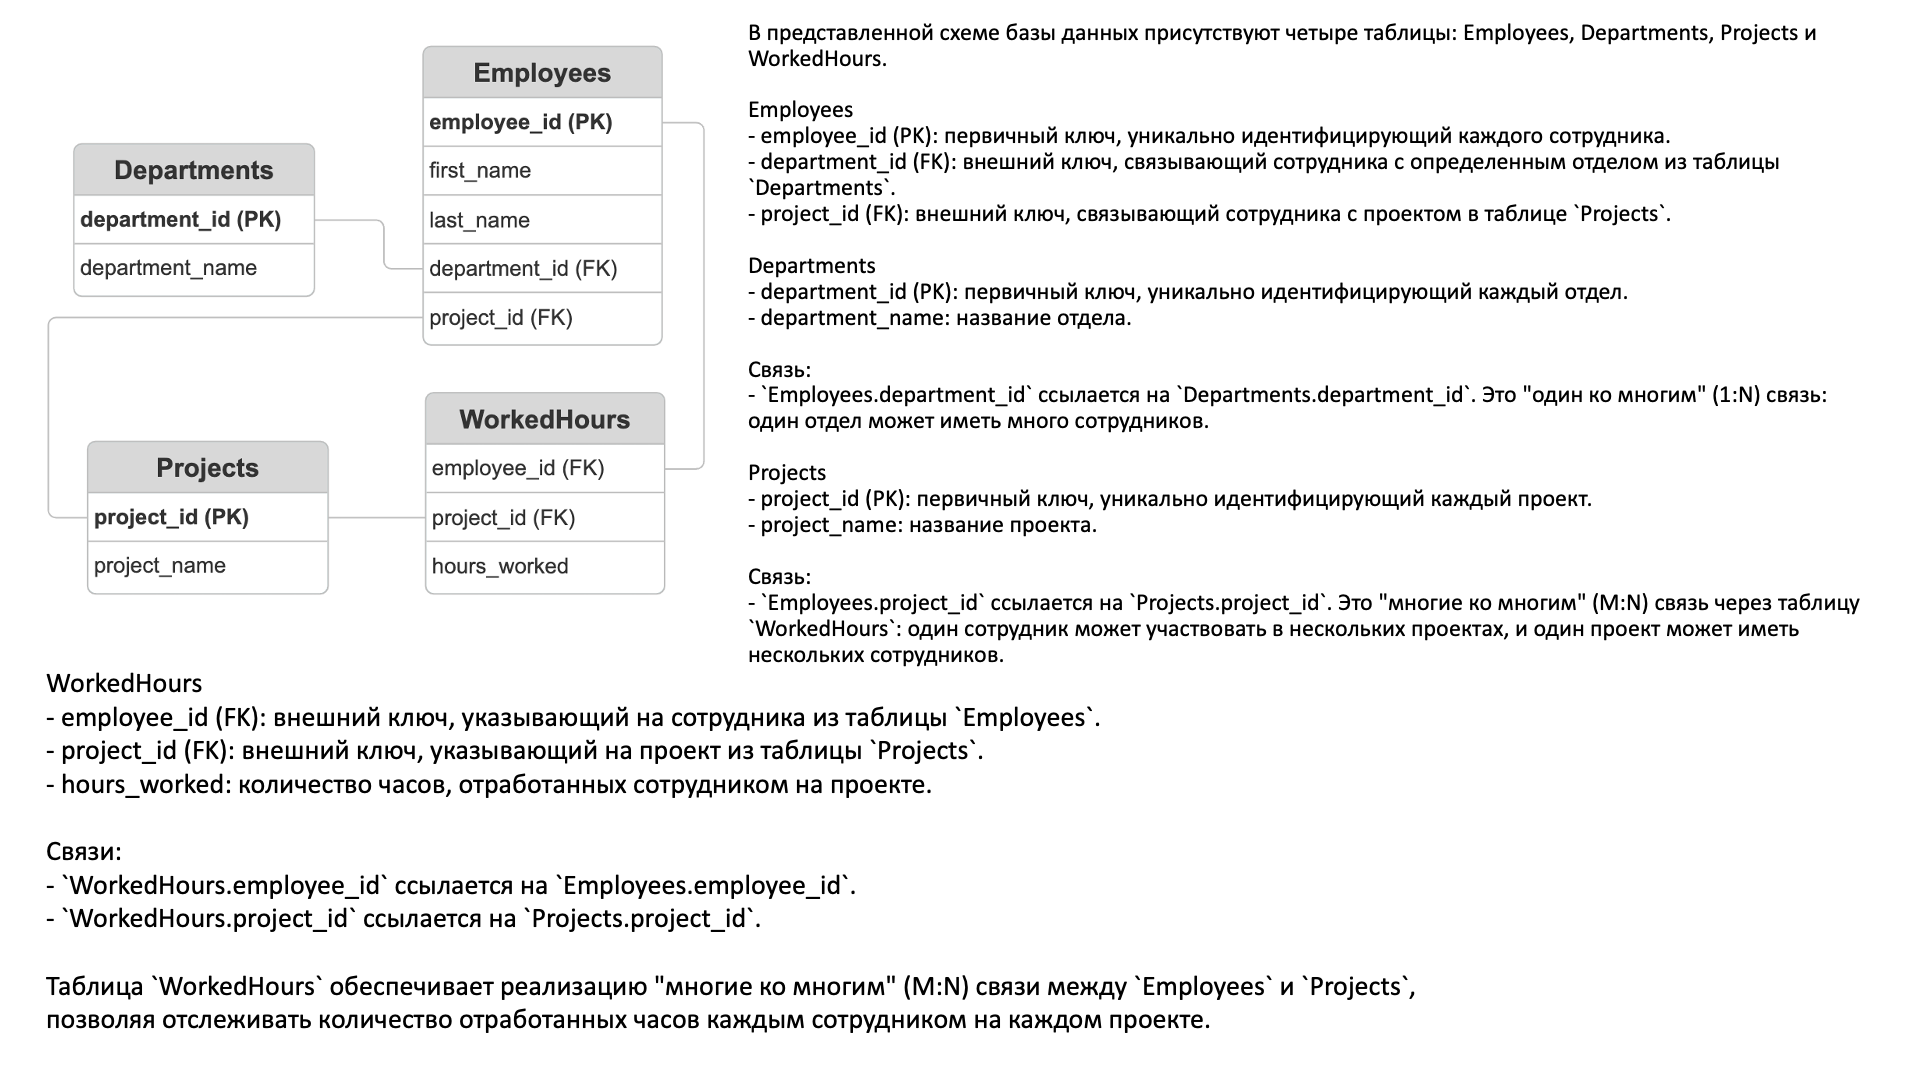 Employees
employee_id (PK)
first_name
last_name
department_id (FK)
project_id (FK)
Departments
department_id (PK)
department_name
WorkedHours
employee_id (FK)
project_id (FK)
hours_worked
Projects
project_id (PK)
project_name
В представленной схеме базы данных присутствуют четыре таблицы: Employees, Departments, Projects и
WorkedHours.
Employees
- employee_id (PK): первичный ключ, уникально идентифицирующий каждого сотрудника.
- department_id (FK): внешний ключ, связывающий сотрудника с определенным отделом из таблицы
`Departments`.
- project_id (FK): внешний ключ, связывающий сотрудника с проектом в таблице `Projects`.
Departments
- department_id (PK): первичный ключ, уникально идентифицирующий каждый отдел.
- department_name: название отдела.
Связь:
- `Employees.department_id` ссылается на `Departments.department_id`. Это "один ко многим" (1:N) связь:
один отдел может иметь много сотрудников.
Projects
- project_id (PK): первичный ключ, уникально идентифицирующий каждый проект.
- project_name: название проекта.
Связь:
- `Employees.project_id` ссылается на `Projects.project_id`. Это "многие ко многим" (M:N) связь через таблицу
`WorkedHours`: один сотрудник может участвовать в нескольких проектах, и один проект может иметь
нескольких сотрудников.
WorkedHours
- employee_id (FK): внешний ключ, указывающий на сотрудника из таблицы `Employees`.
- project_id (FK): внешний ключ, указывающий на проект из таблицы `Projects`.
- hours_worked: количество часов, отработанных сотрудником на проекте.
Связи:
- `WorkedHours.employee_id` ссылается на `Employees.employee_id`.
- `WorkedHours.project_id` ссылается на `Projects.project_id`.
Таблица `WorkedHours` обеспечивает реализацию "многие ко многим" (M:N) связи между `Employees` и `Projects`,
позволяя отслеживать количество отработанных часов каждым сотрудником на каждом проекте.